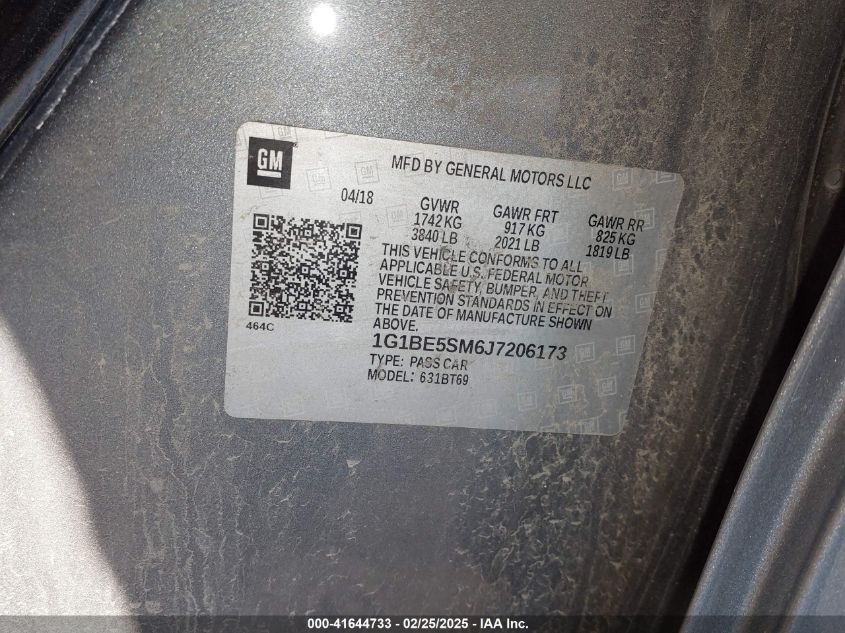 GM
MFD BY GENERAL MOTORS LLC
04/18
GVWR
1742 KG
3840 LB
GAWR FRT
917 KG
2021 LB
GAWR RR
825 KG
1819 LB
THIS VEHICLE CONFORMS TO ALL
APPLICABLE U.S. FEDERAL MOTOR
VEHICLE SAFETY, BUMPER, AND THEFT
PREVENTION STANDARDS IN EFFECT ON
THE DATE OF MANUFACTURE SHOWN
ABOVE.
464C
1G1BE5SM6J7206173
TYPE: PASS CAR
MODEL: 631BT69
000-41644733 - 02/25/2025 - IAA Inc.